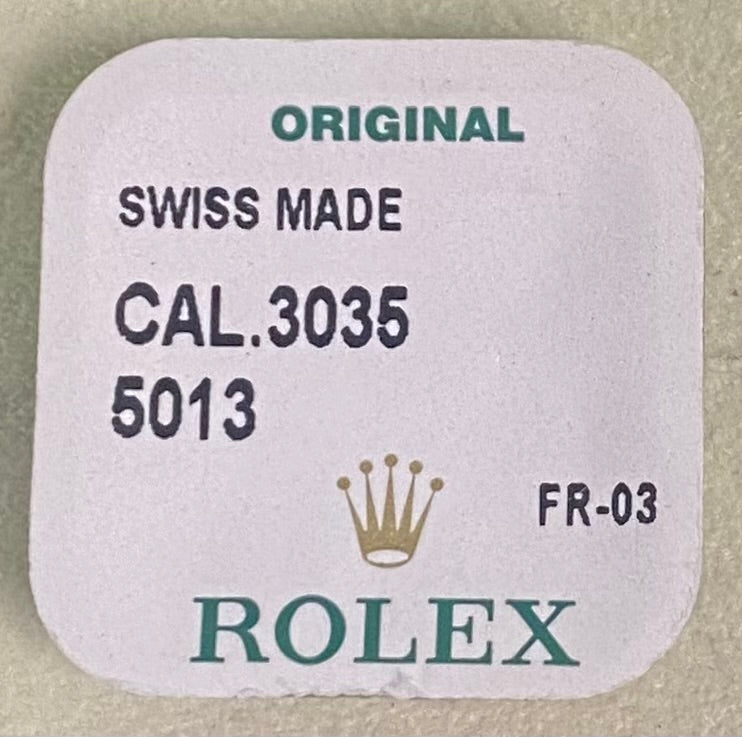 ORIGINAL
SWISS MADE
CAL.3035
5013
FR-03
ROLEX